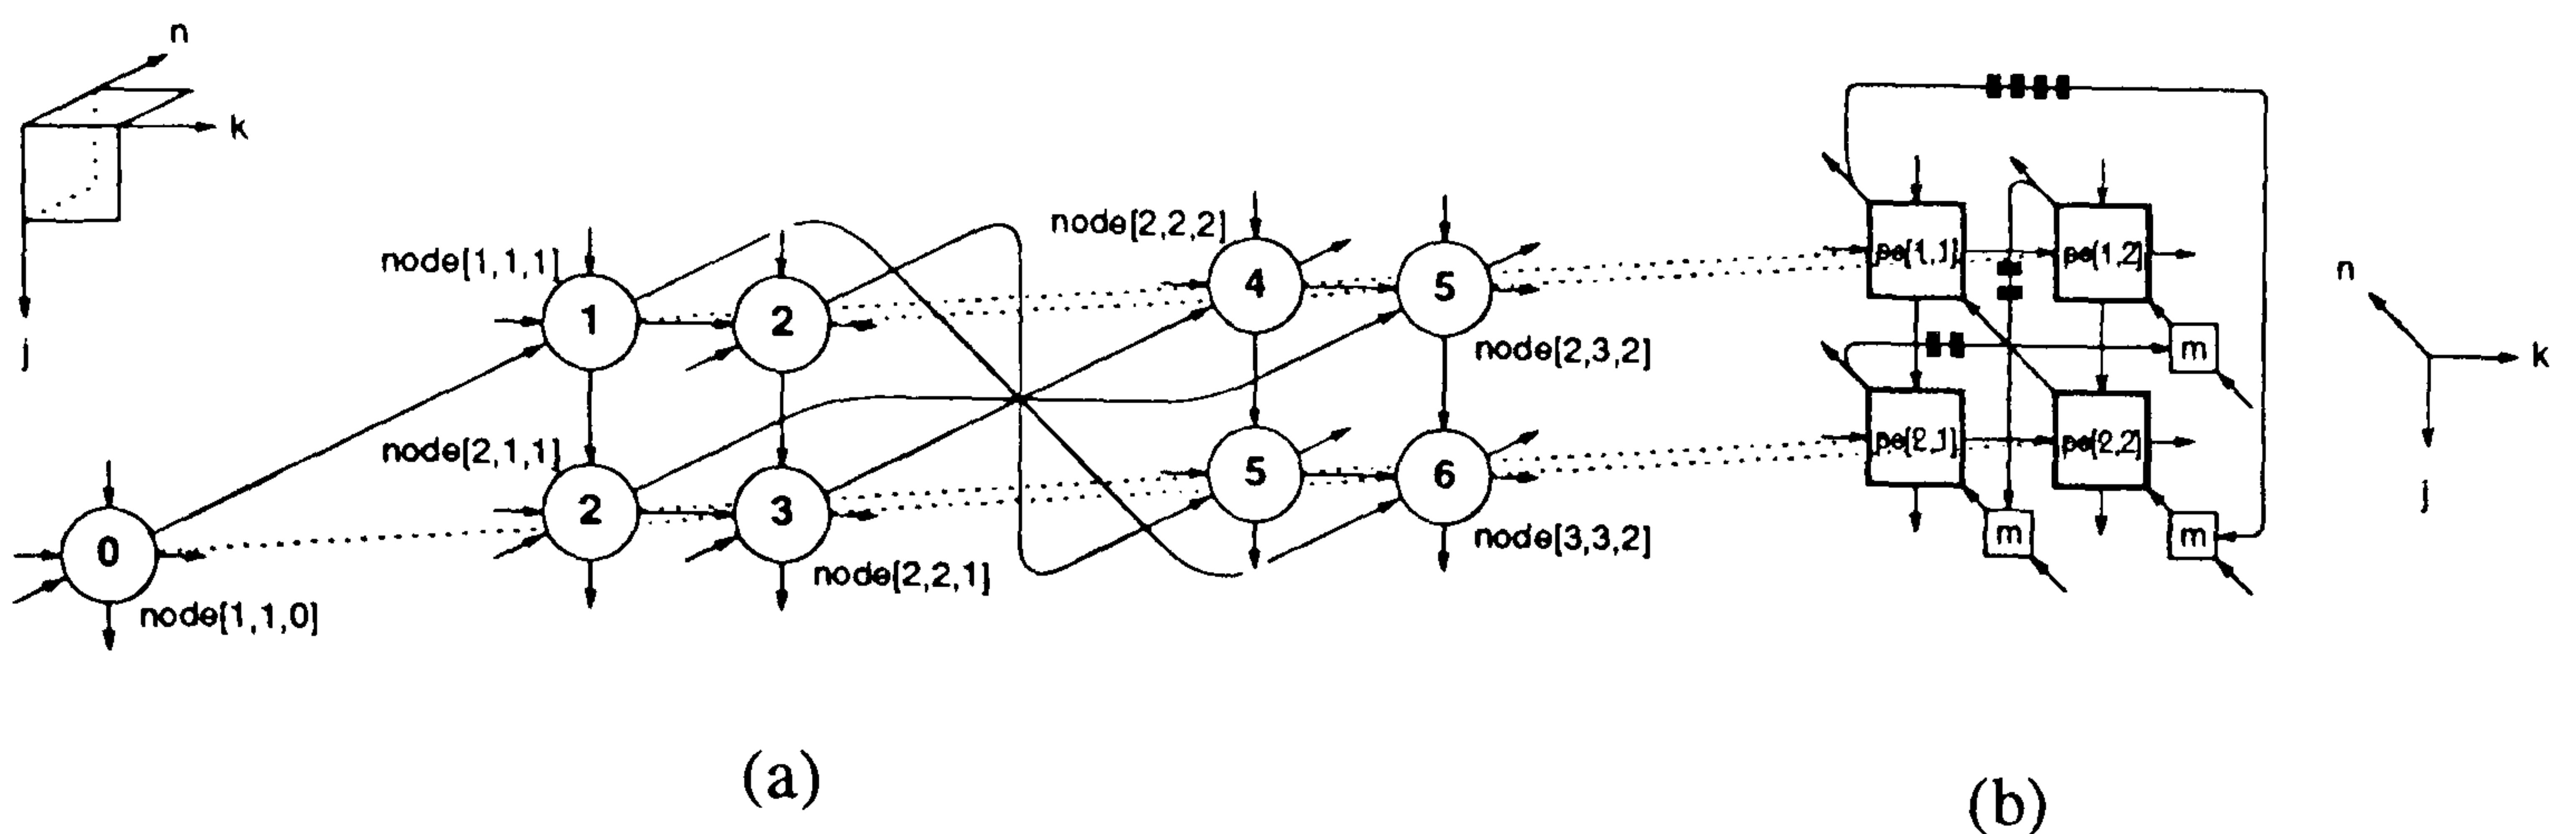 n
k
j
node[1,1,1]
1
2
node[2,1,1]
2
3
node[2,2,1]
0
node[1,1,0]
node[2,2,2]
4
5
node[2,3,2]
5
6
node[3,3,2]
pe[1,1]
pe[1,2]
m
pe[2,1]
pe[2,2]
m
m
n
k
j
(a)
(b)